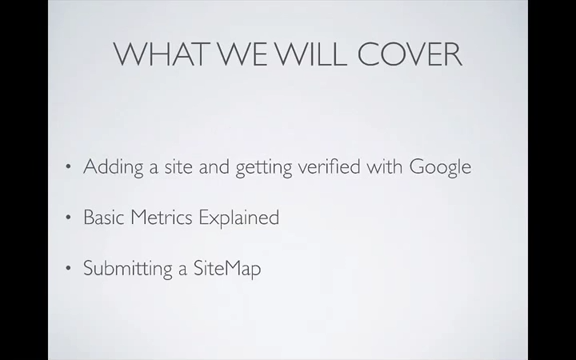 WHAT WE WILL COVER
• Adding a site and getting verified with Google
• Basic Metrics Explained
• Submitting a SiteMap